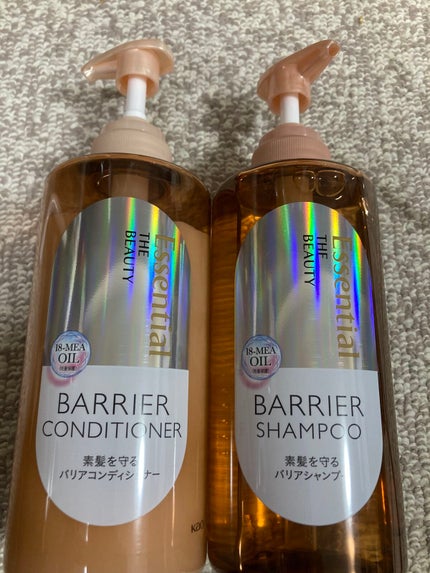 Essential
THE
BEAUTY
18-MEA
OIL
BARRIER
CONDITIONER
素髪を守る
バリアコンディショナー
Kao
Essential
THE
BEAUTY
18-MEA
OIL
BARRIER
SHAMPOO
素髪を守る
バリアシャンプー